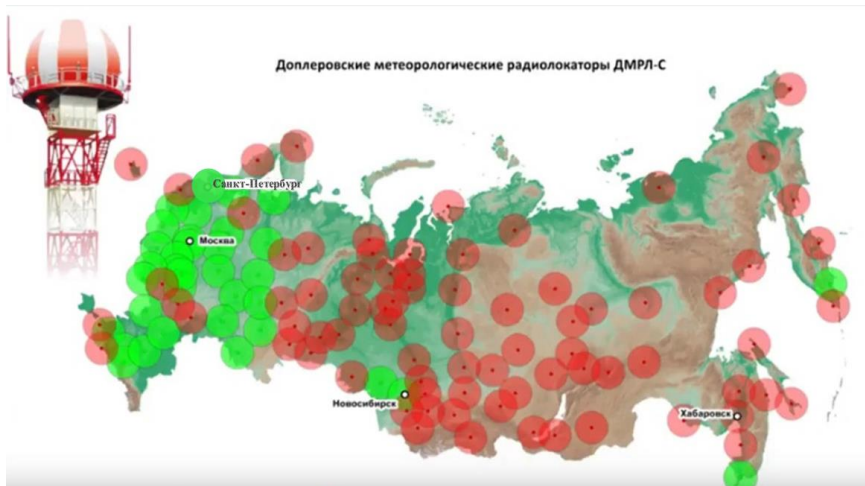 Доплеровские метеорологические радиолокаторы ДМРЛ-С
Санкт-Петербург
Москва
Новосибирск
Хабаровск